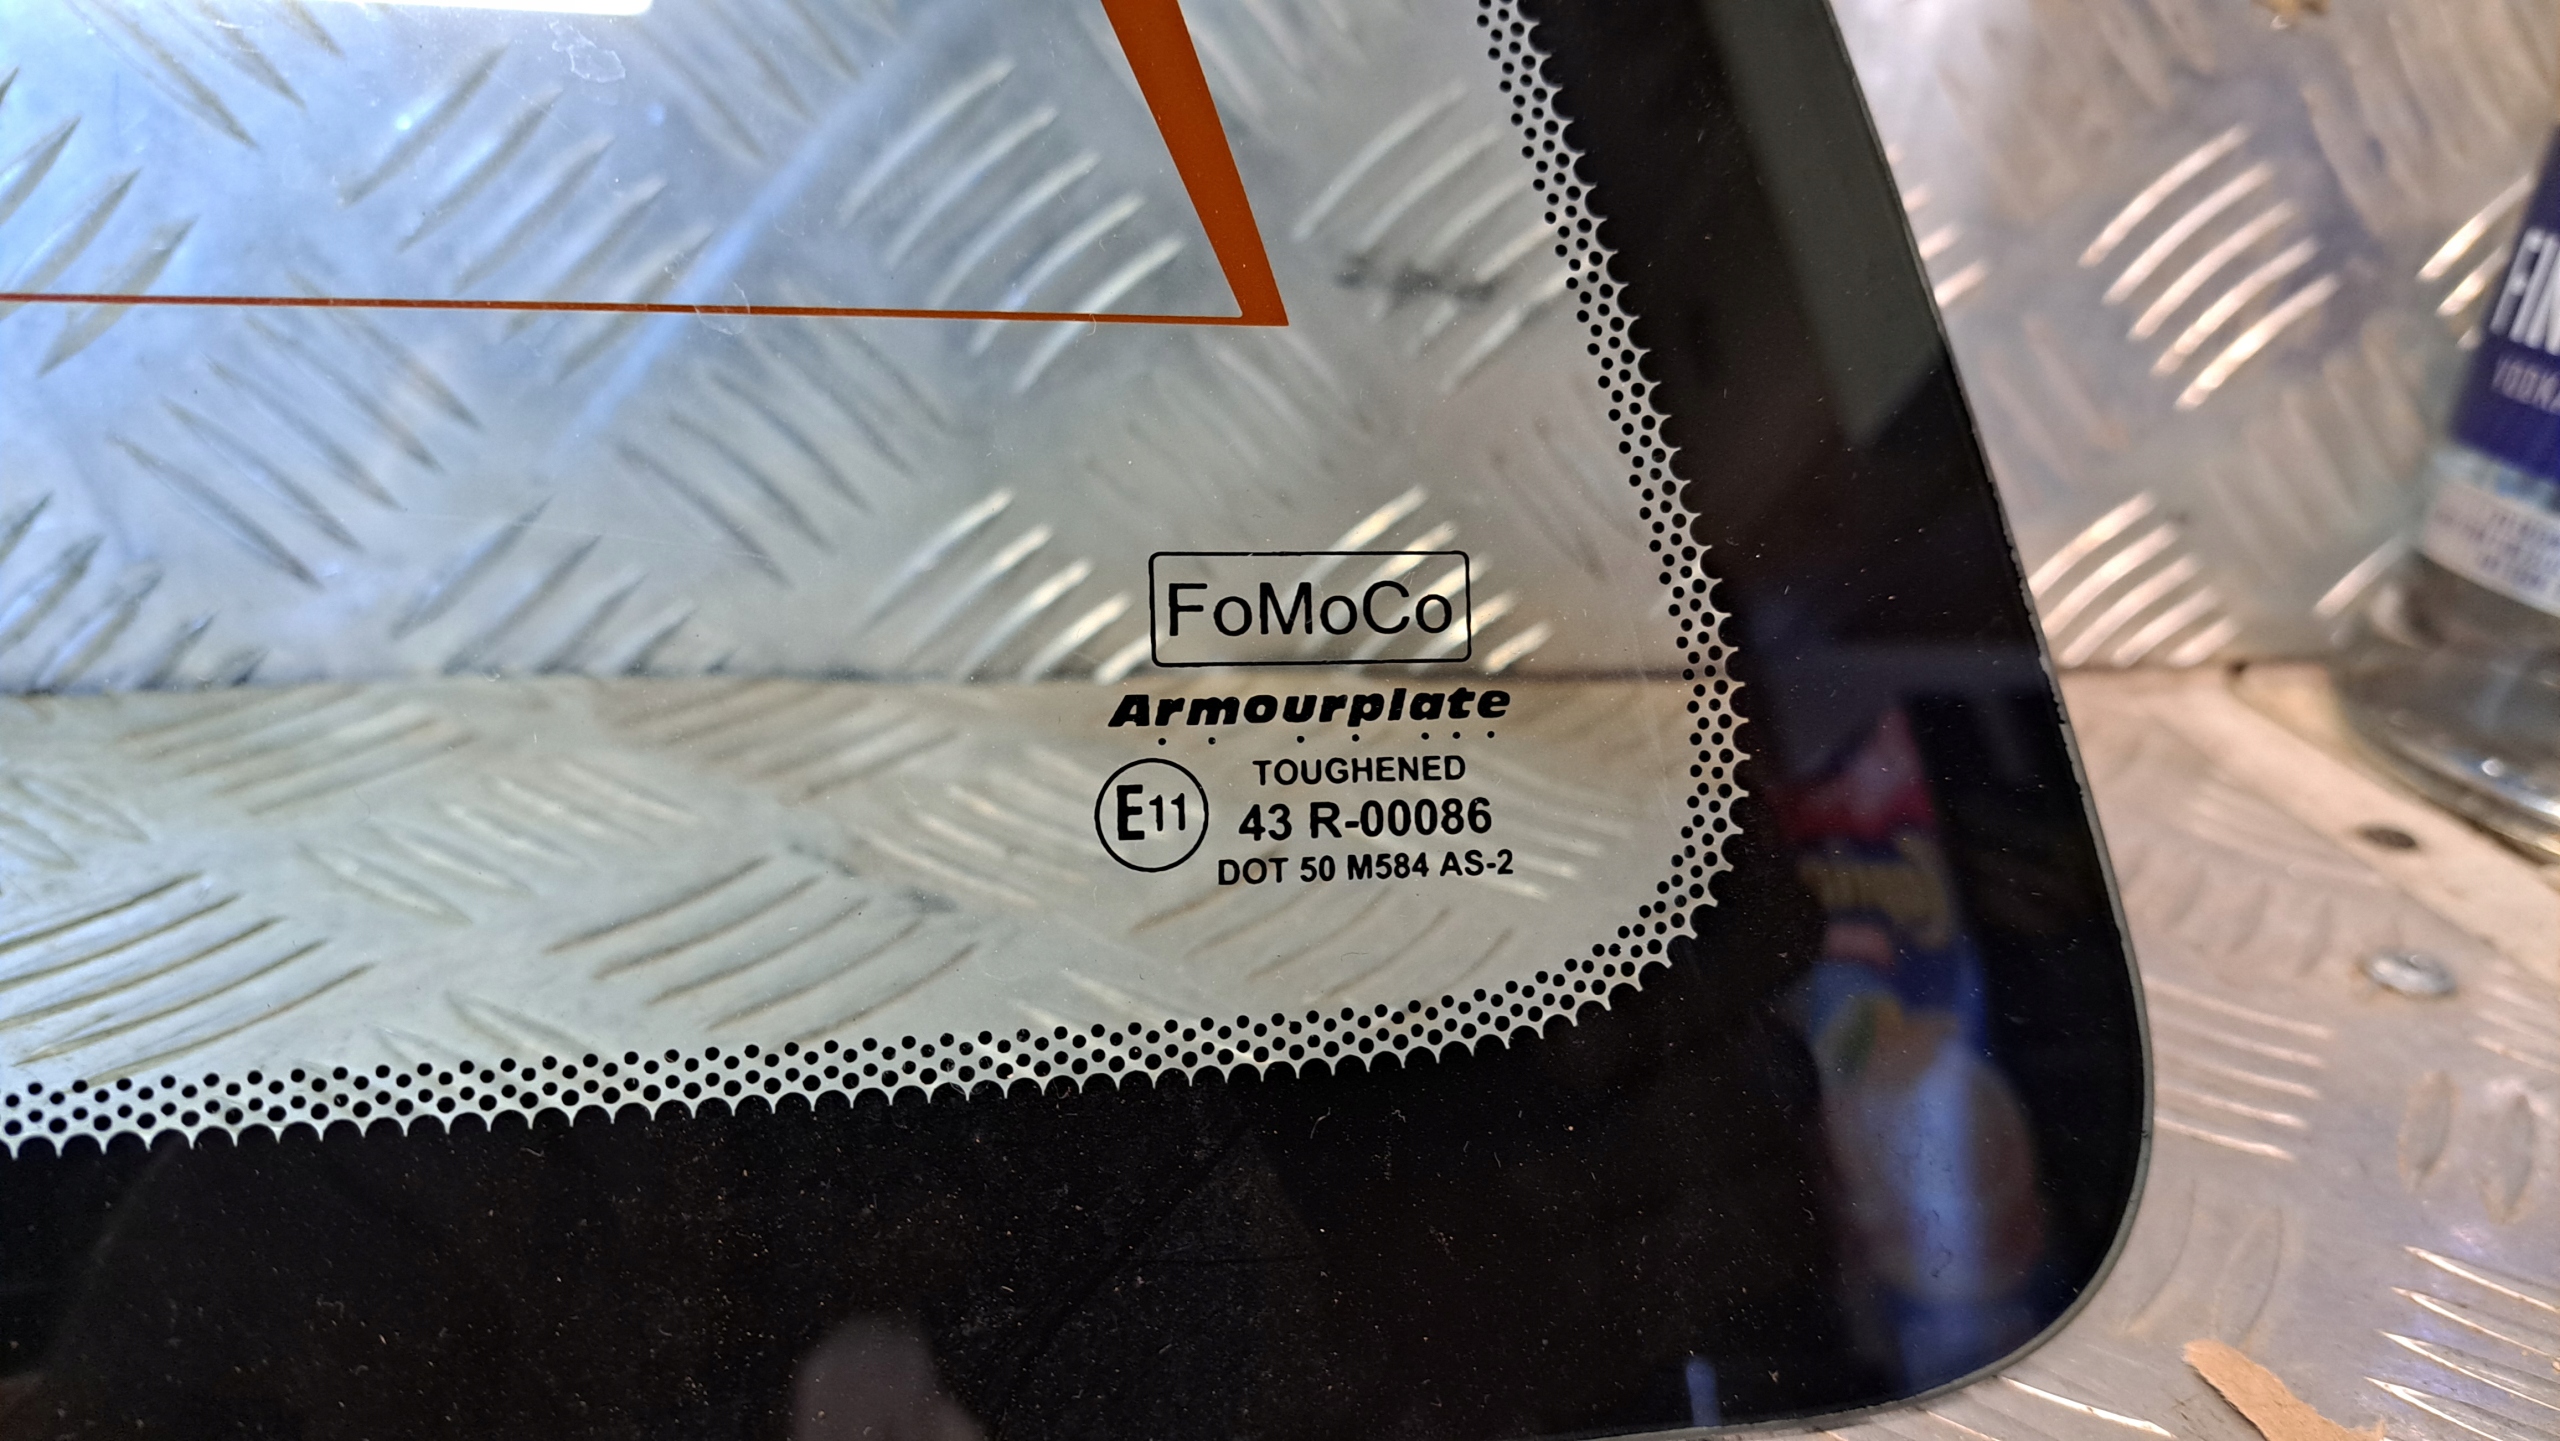 FoMoCo
Armourplate
TOUGHENED
E11
43 R-00086
DOT 50 M584 AS-2